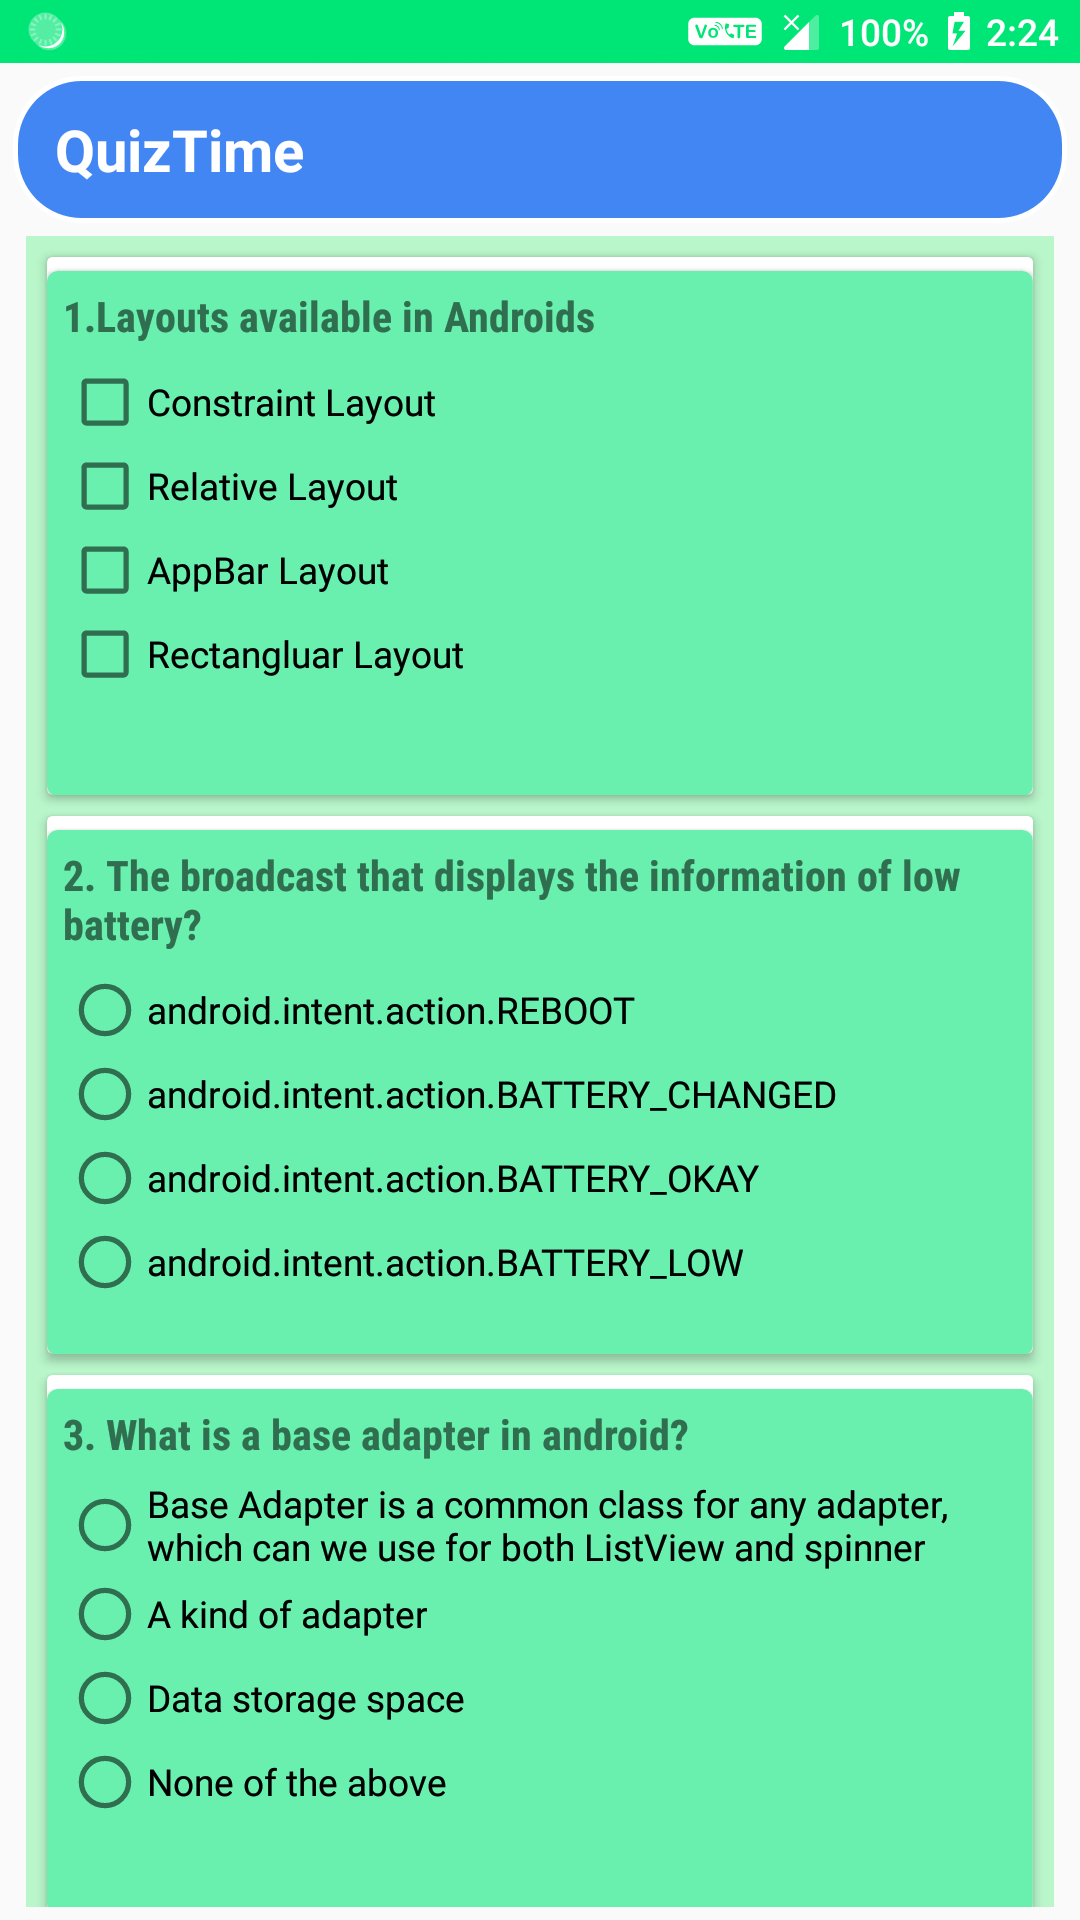 VoLTE 100% 2:24
QuizTime
1.Layouts available in Androids
Constraint Layout
Relative Layout
AppBar Layout
Rectangluar Layout
2. The broadcast that displays the information of low
battery?
android.intent.action.REBOOT
android.intent.action.BATTERY_CHANGED
android.intent.action.BATTERY_OKAY
android.intent.action.BATTERY_LOW
3. What is a base adapter in android?
Base Adapter is a common class for any adapter,
which can we use for both ListView and spinner
A kind of adapter
Data storage space
None of the above